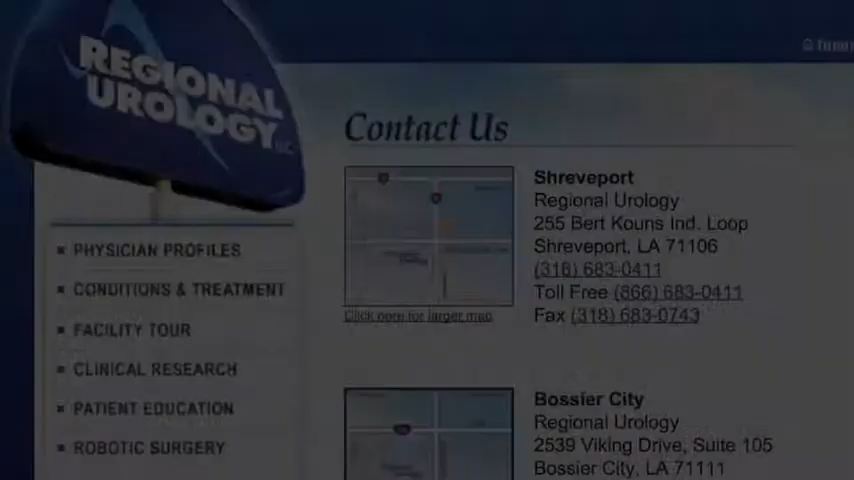 REGIONAL
UROLOGY
Contact Us
Shreveport
Regional Urology
255 Bert Kouns Ind. Loop
Shreveport, LA 71106
(318) 683-0411
Toll Free (866) 683-0411
Fax (318) 683-0743
Click here for larger map
PHYSICIAN PROFILES
CONDITIONS & TREATMENT
FACILITY TOUR
CLINICAL RESEARCH
PATIENT EDUCATION
ROBOTIC SURGERY
Bossier City
Regional Urology
2539 Viking Drive, Suite 105
Bossier City, LA 71111